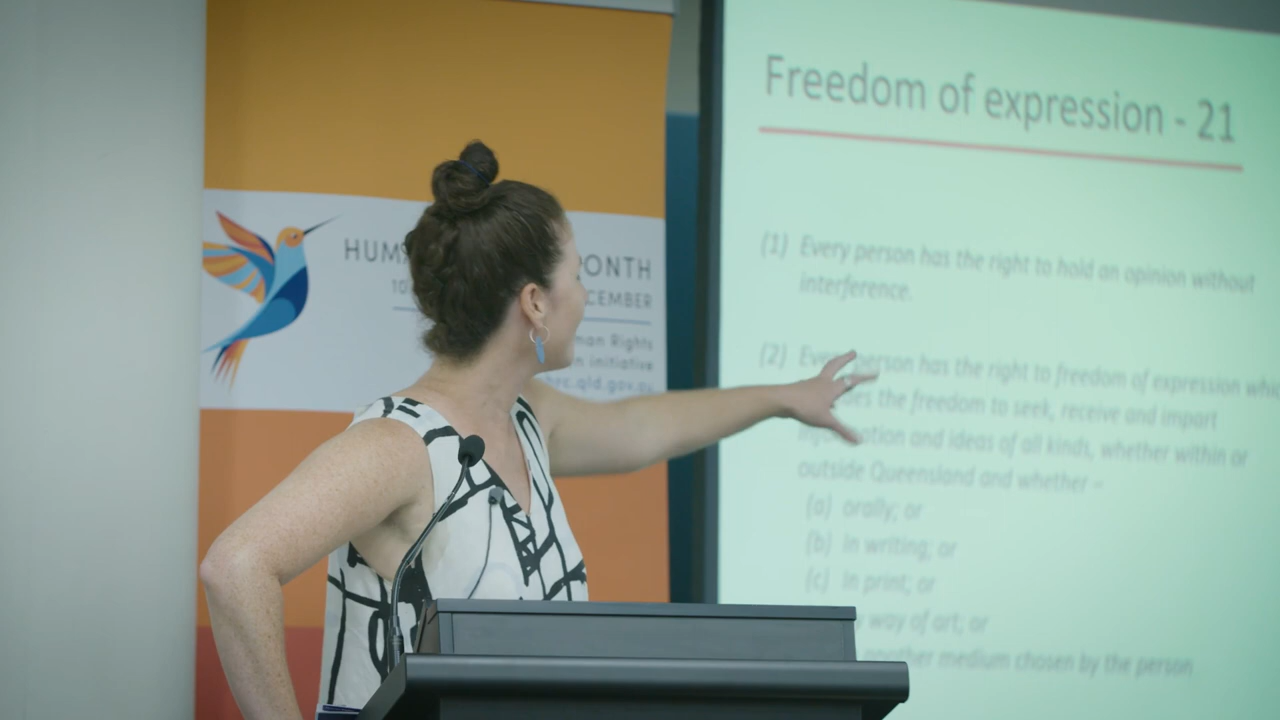 Freedom of expression - 21
(1) Every person has the right to hold an opinion without
interference.
(2) Every person has the right to freedom of expression
the freedom to seek, receive and impart
and ideas of all kinds, whether within or
outside Queensland and whether –
(a) orally; or
(b) in writing; or
(c) in print; or
way of art; or
another medium chosen by the person
HUM ONTH
10 CEMBER
man Rights
n initiative
hrc.qld.gov.au